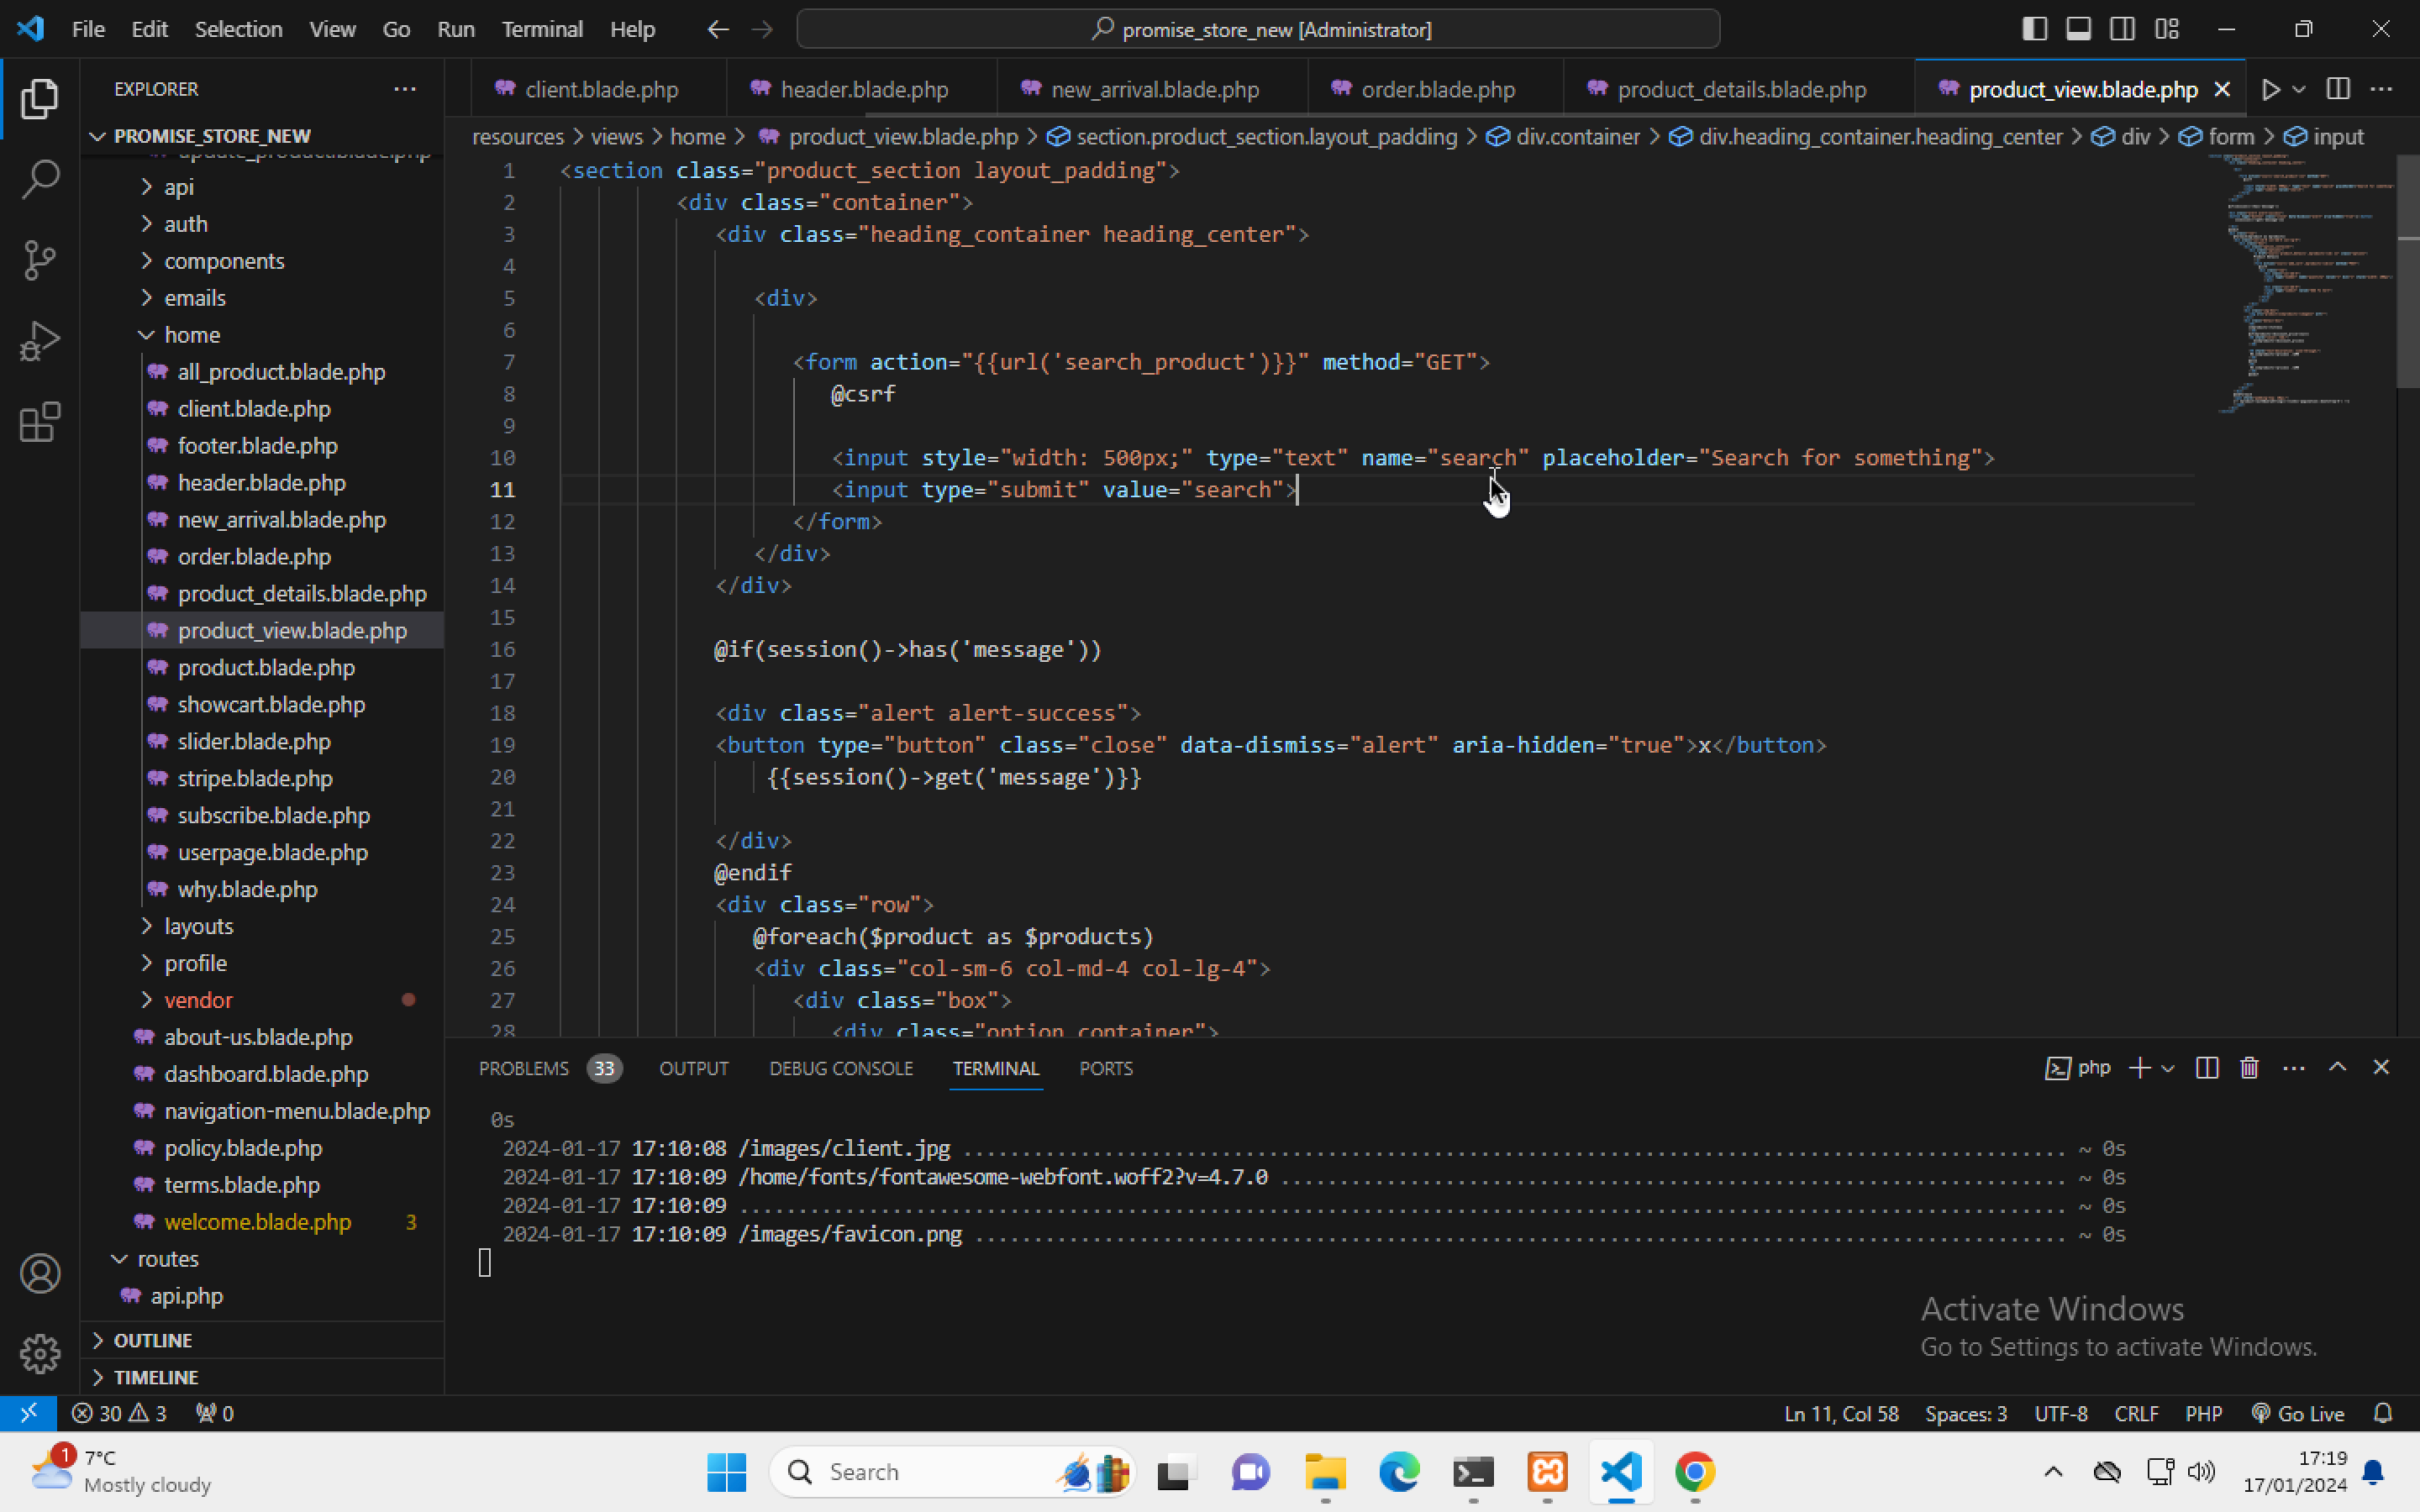 File Edit Selection View Go Run Terminal Help promise_store_new [Administrator]
EXPLORER
client.blade.php header.blade.php new_arrival.blade.php order.blade.php product_details.blade.php product_view.blade.php
PROMISE_STORE_NEW
resources > views > home > product_view.blade.php > section.product_section.layout_padding > div.container > div.heading_container.heading_center > div > form > input
update_product.blade.php
api
auth
components
emails
home
all_product.blade.php
client.blade.php
footer.blade.php
header.blade.php
new_arrival.blade.php
order.blade.php
product_details.blade.php
product_view.blade.php
product.blade.php
showcart.blade.php
slider.blade.php
stripe.blade.php
subscribe.blade.php
userpage.blade.php
why.blade.php
layouts
profile
vendor
about-us.blade.php
dashboard.blade.php
navigation-menu.blade.php
policy.blade.php
terms.blade.php
welcome.blade.php 3
routes
api.php
OUTLINE
TIMELINE
1 <section class="product_section layout_padding">
2 <div class="container">
3 <div class="heading_container heading_center">
4
5 <div>
6
7 <form action="{{url('search_product')}}" method="GET">
8 @csrf
9
10 <input style="width: 500px;" type="text" name="search" placeholder="Search for something">
11 <input type="submit" value="search">
12 </form>
13 </div>
14 </div>
15
16 @if(session()->has('message'))
17
18 <div class="alert alert-success">
19 <button type="button" class="close" data-dismiss="alert" aria-hidden="true">x</button>
20 {{session()->get('message')}}
21
22 </div>
23 @endif
24 <div class="row">
25 @foreach($product as $products)
26 <div class="col-sm-6 col-md-4 col-lg-4">
27 <div class="box">
28 <div class="option_container">
PROBLEMS 33 OUTPUT DEBUG CONSOLE TERMINAL PORTS php
0s
2024-01-17 17:10:08 /images/client.jpg ~ 0s
2024-01-17 17:10:09 /home/fonts/fontawesome-webfont.woff2?v=4.7.0 ~ 0s
2024-01-17 17:10:09 ~ 0s
2024-01-17 17:10:09 /images/favicon.png ~ 0s
Activate Windows
Go to Settings to activate Windows.
30 3 0 Ln 11, Col 58 Spaces: 3 UTF-8 CRLF PHP Go Live
1 7°C
Mostly cloudy
Search
17:19
17/01/2024